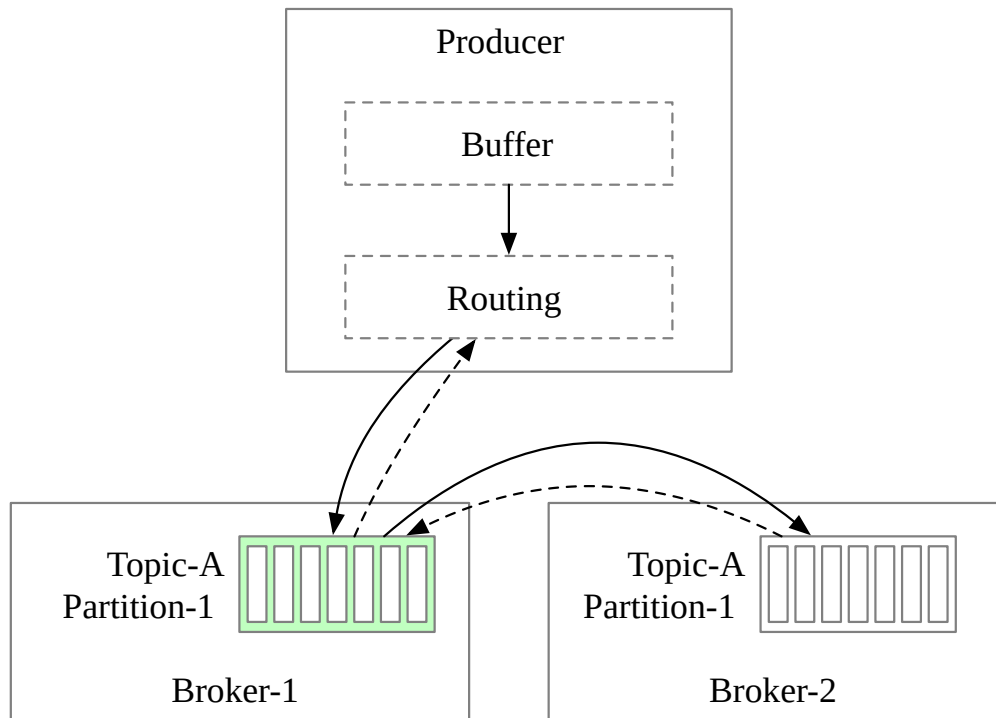 Producer
Buffer
Routing
Topic-A
Partition-1
Broker-1
Topic-A
Partition-1
Broker-2